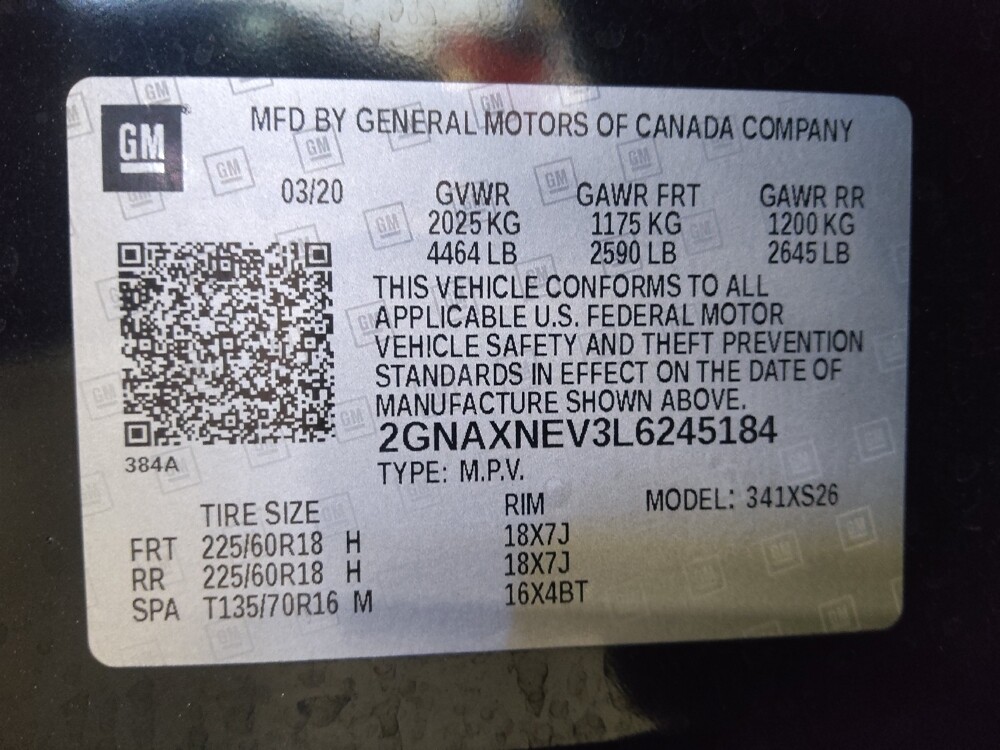 GM
MFD BY GENERAL MOTORS OF CANADA COMPANY
03/20 GVWR GAWR FRT GAWR RR
2025 KG 1175 KG 1200 KG
4464 LB 2590 LB 2645 LB
THIS VEHICLE CONFORMS TO ALL
APPLICABLE U.S. FEDERAL MOTOR
VEHICLE SAFETY AND THEFT PREVENTION
STANDARDS IN EFFECT ON THE DATE OF
MANUFACTURE SHOWN ABOVE.
2GNAXNEV3L6245184
384A
TYPE: M.P.V.
TIRE SIZE RIM MODEL: 341XS26
FRT 225/60R18 H 18X7J
RR 225/60R18 H 18X7J
SPA T135/70R16 M 16X4BT